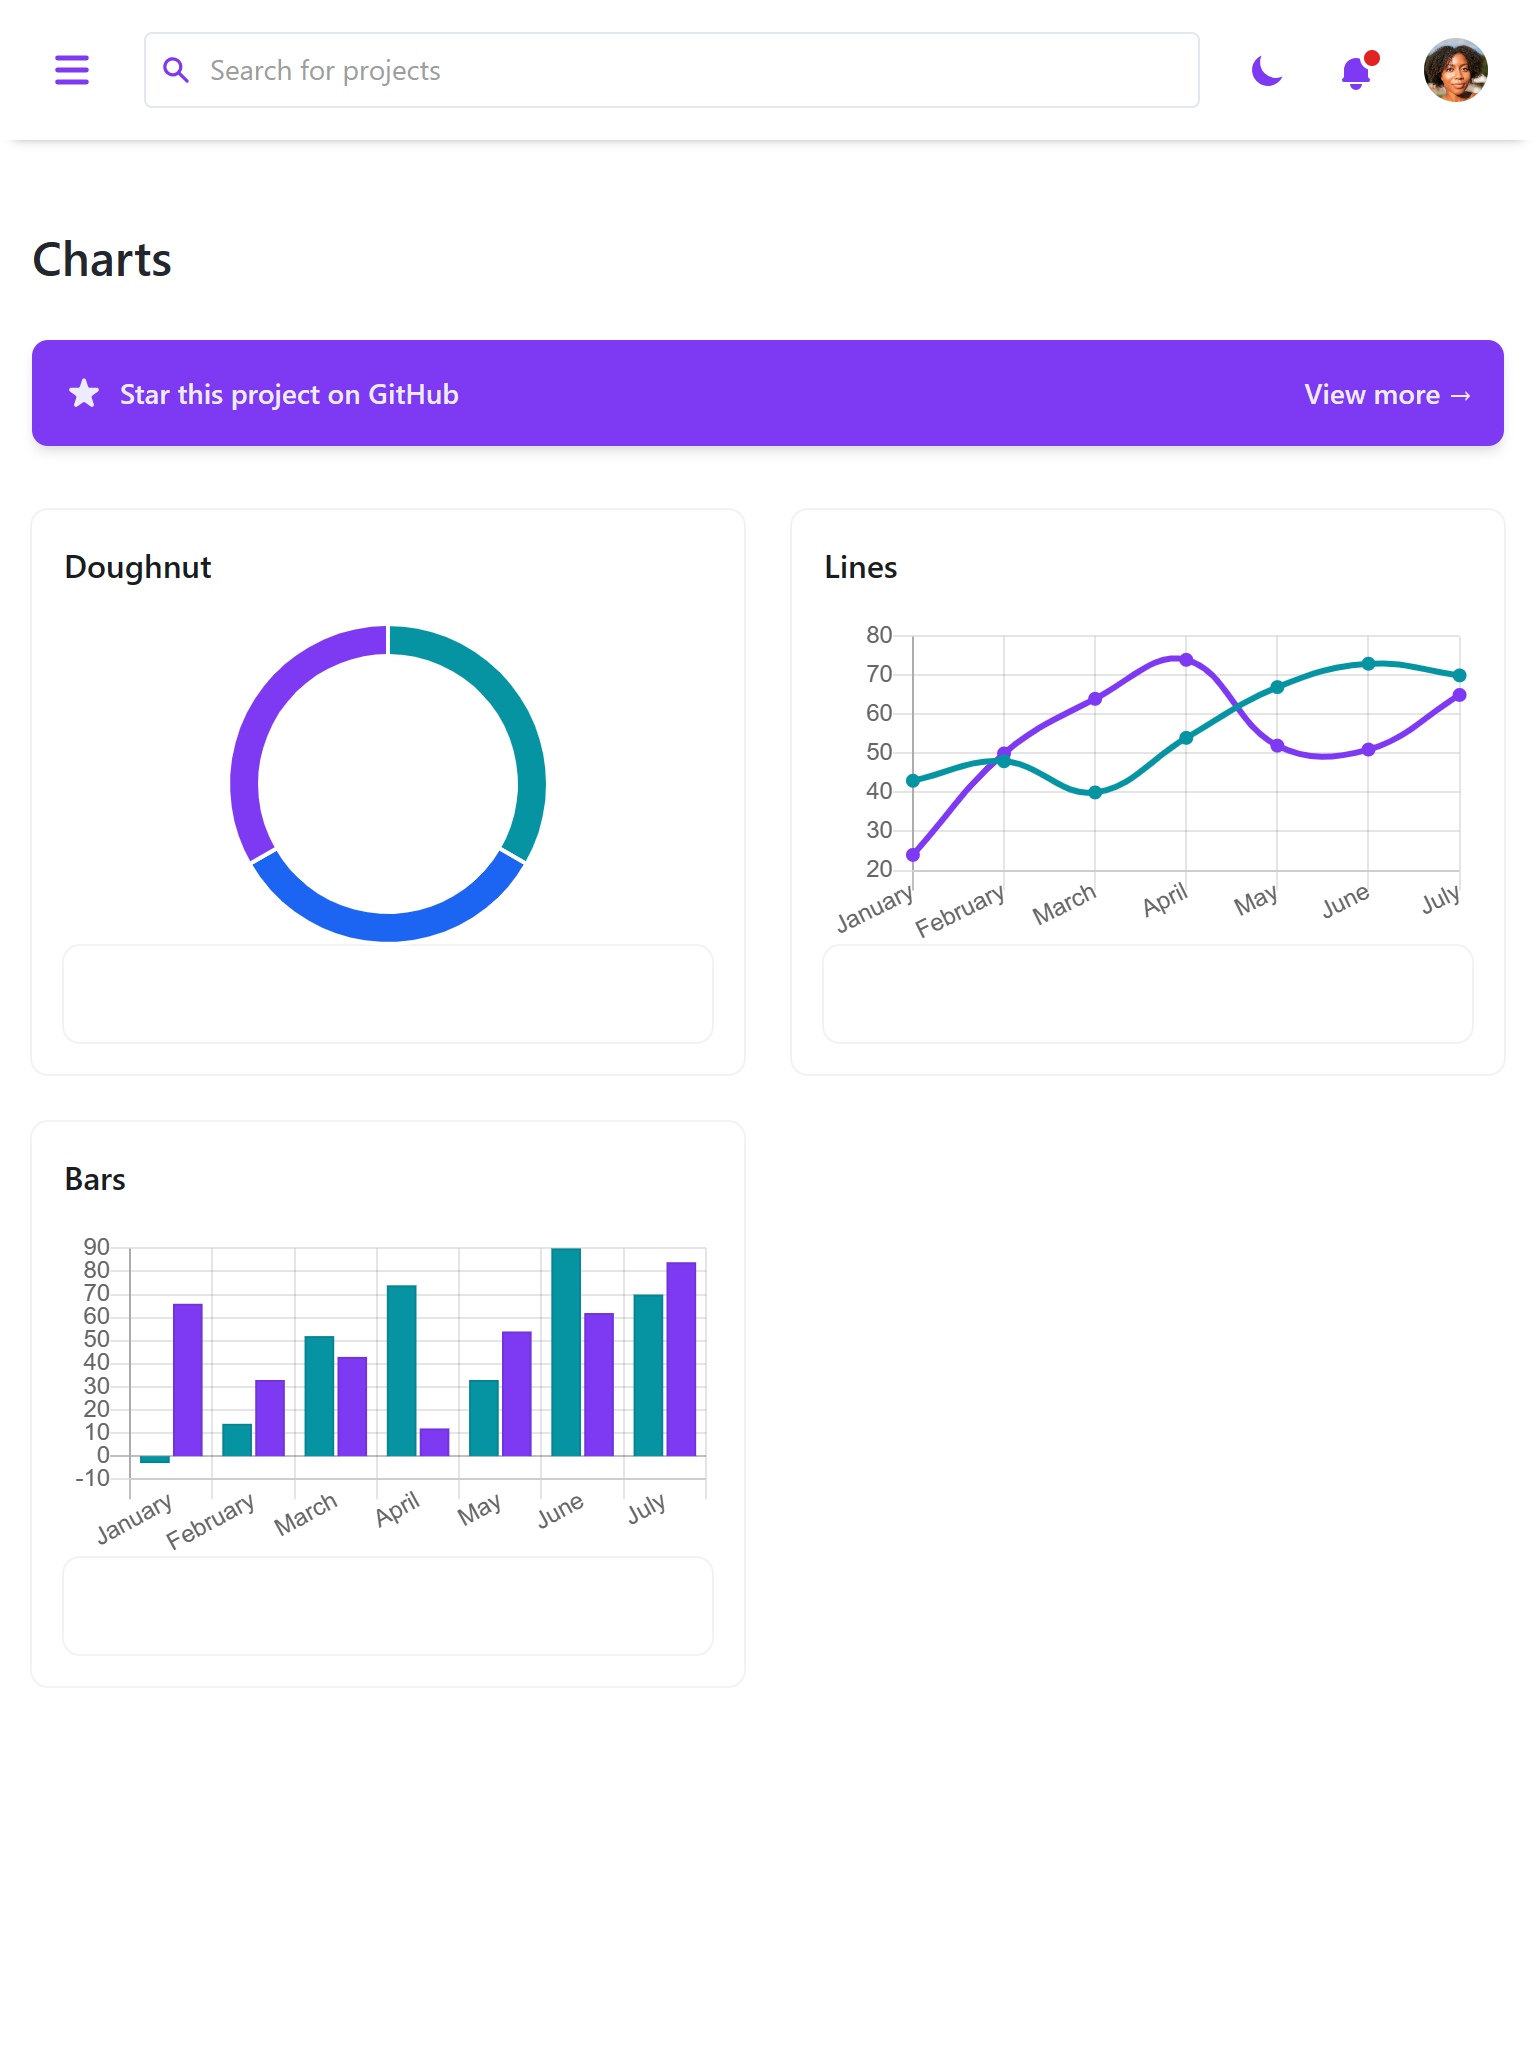 Search for projects
Charts
Star this project on GitHub
View more →
Doughnut
Lines
80
70
60
50
40
30
20
January
February
March
April
May
June
July
Bars
90
80
70
60
50
40
30
20
10
0
-10
January
February
March
April
May
June
July